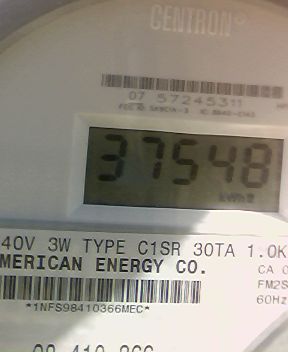 CENTRON®
07 57245311
37548
kWh
40V 3W TYPE C1SR 30TA 1.0K
MERICAN ENERGY CO.
CA 0
FM2S
60Hz
*1NFS98410366MEC*